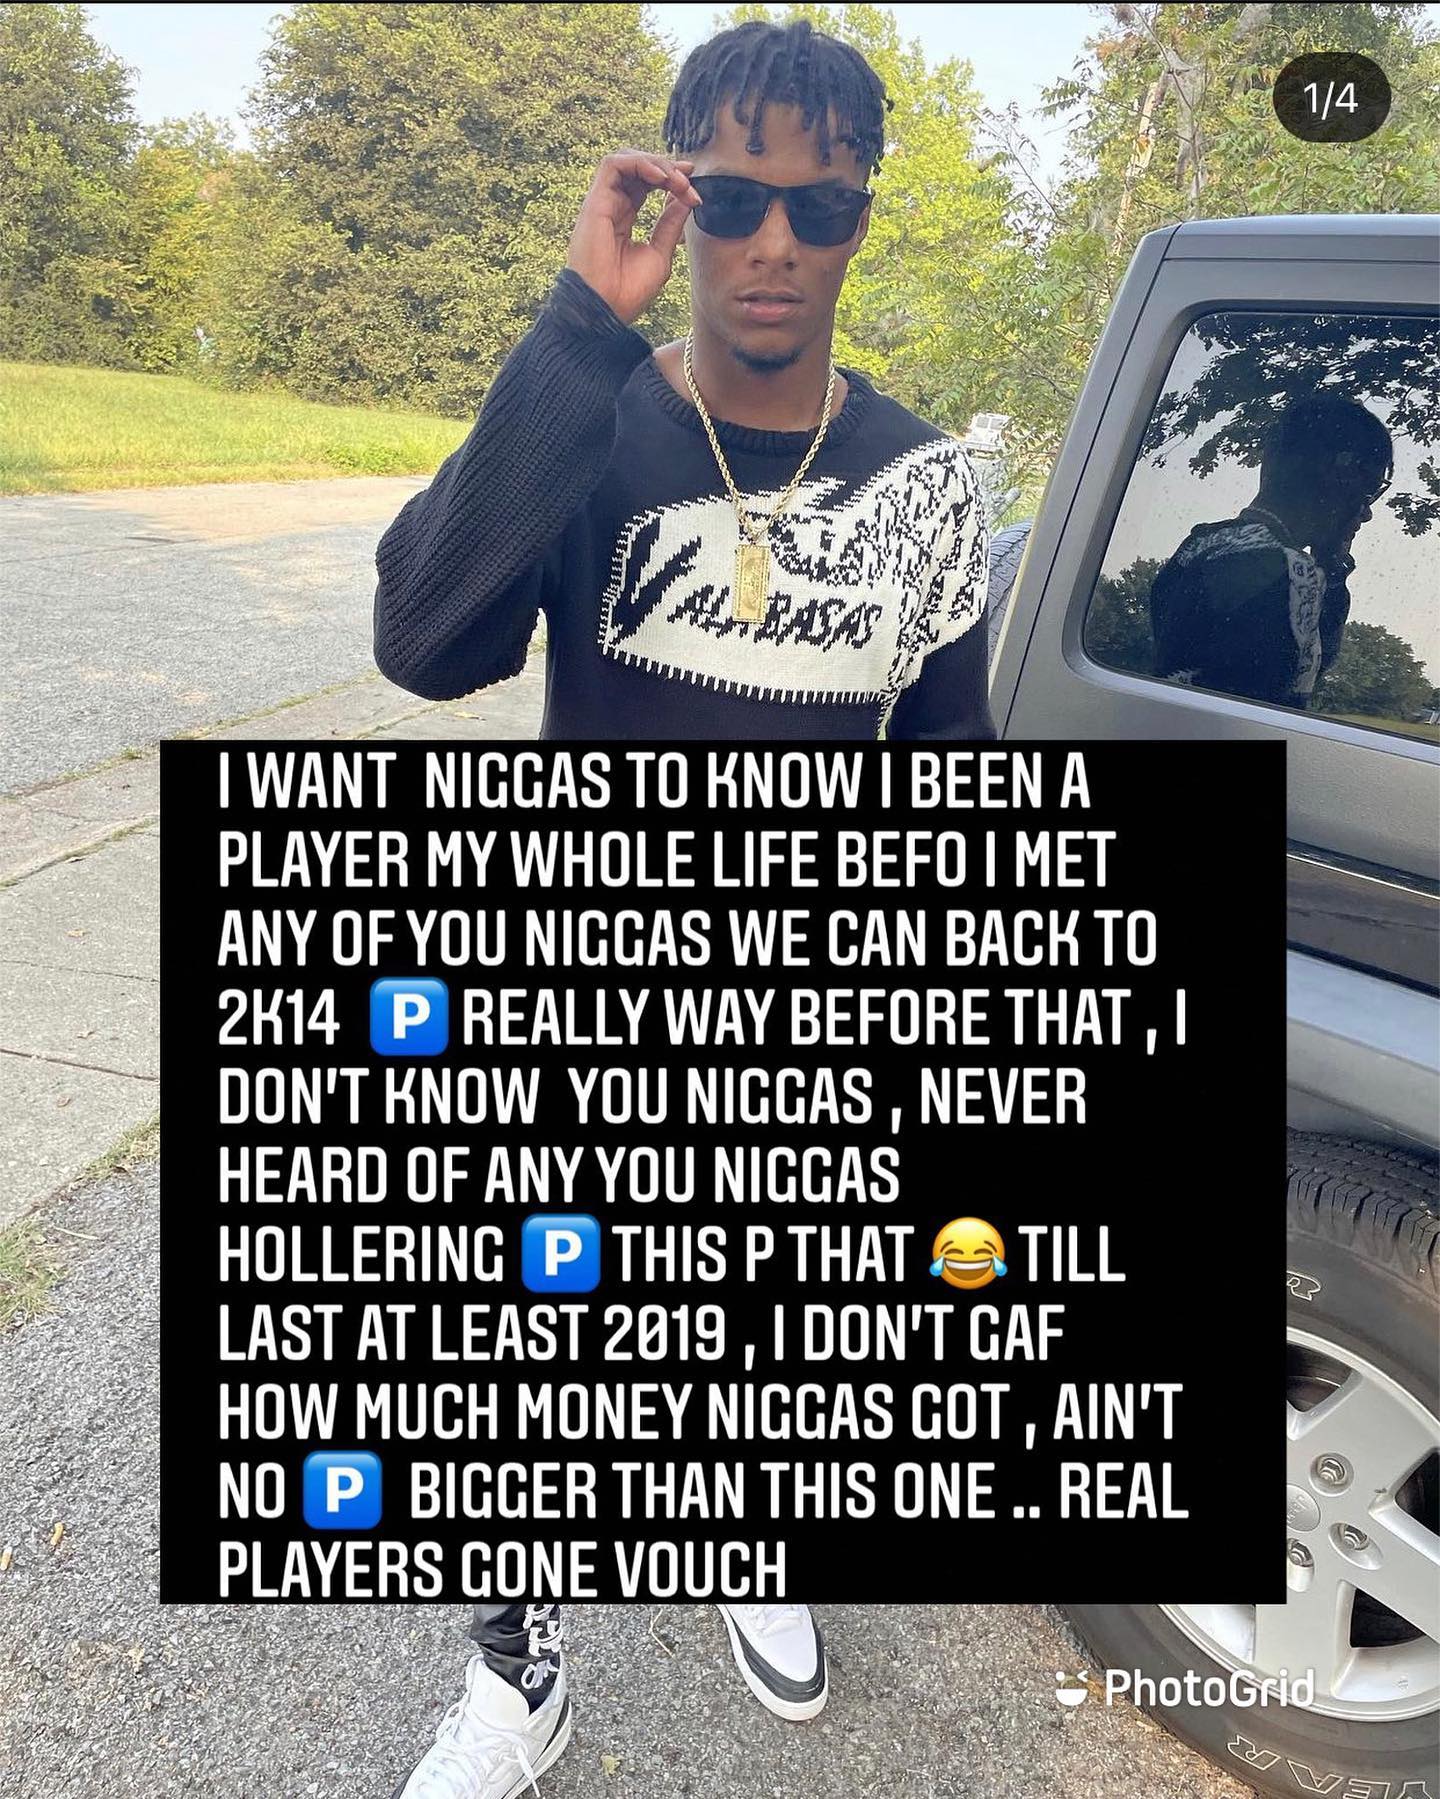 1/4
ALABASAS
I WANT NIGGAS TO KNOW I BEEN A
PLAYER MY WHOLE LIFE BEFO I MET
ANY OF YOU NIGGAS WE CAN BACK TO
2K14 🅿️ REALLY WAY BEFORE THAT , I
DON'T KNOW YOU NIGGAS , NEVER
HEARD OF ANY YOU NIGGAS
HOLLERING 🅿️ THIS P THAT 😂 TILL
LAST AT LEAST 2019 , I DON'T GAF
HOW MUCH MONEY NIGGAS GOT , AIN'T
NO 🅿️ BIGGER THAN THIS ONE .. REAL
PLAYERS GONE VOUCH
PhotoGrid